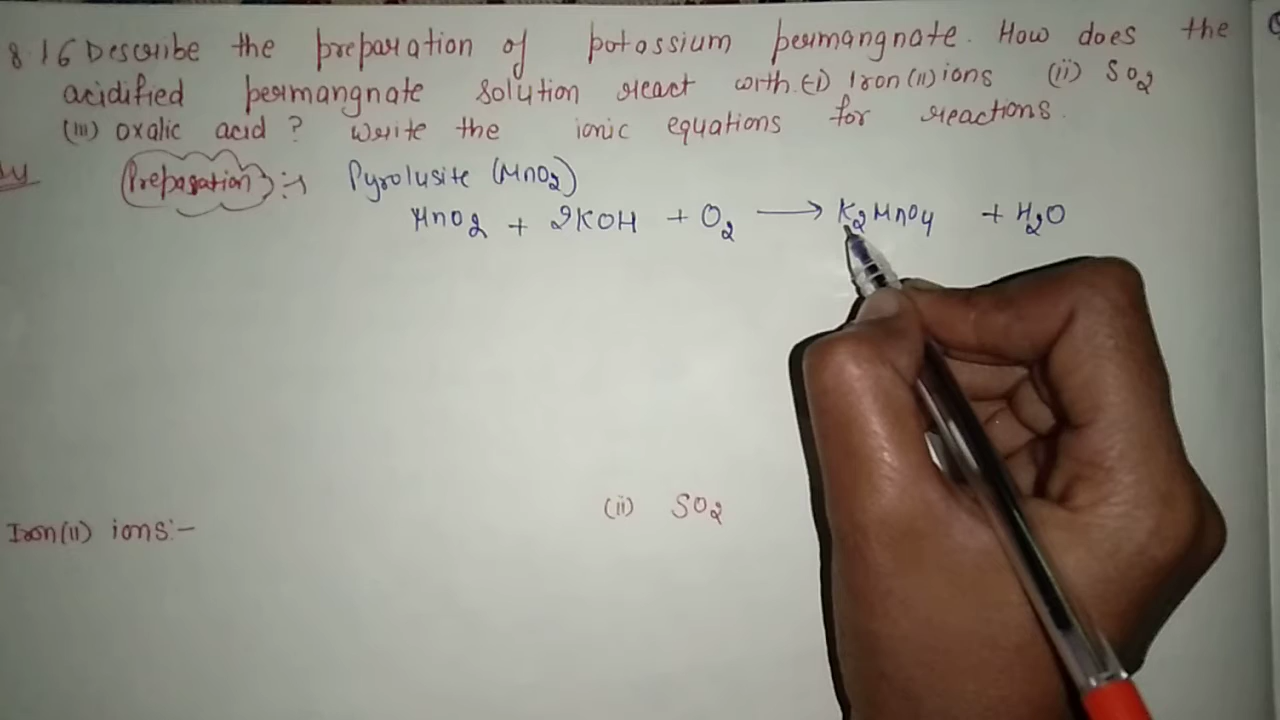 8.16 Describe the preparation of potossium permangnate. How does the
acidified permangnate solution react with (i) Iron(II) ions (ii) SO2
(iii) oxalic acid? Write the ionic equations for reactions.
Preparation:→ Pyrolusite (MnO2)
MnO2 + 2KOH + O2 ⟶ K2MnO4 + H2O
(ii) SO2
Iron(II) ions:-